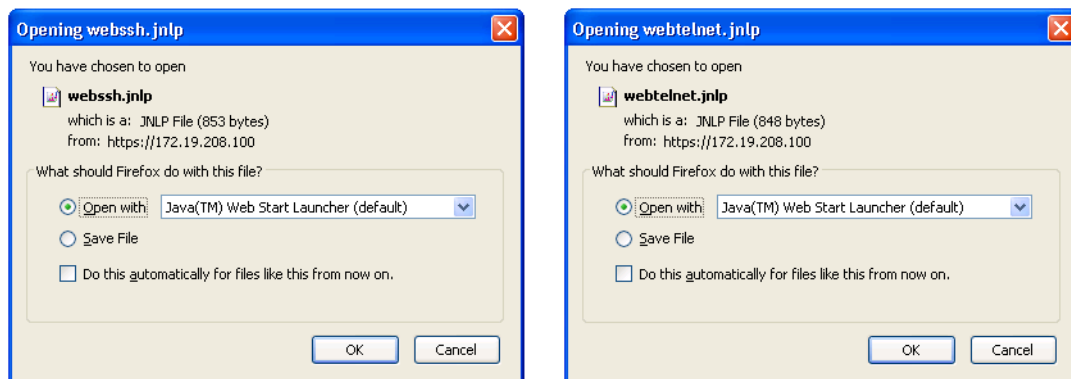 Opening webssh.jnlp
You have chosen to open
webssh.jnlp
which is a: JNLP File (853 bytes)
from: https://172.19.208.100
What should Firefox do with this file?
Open with Java(TM) Web Start Launcher (default)
Save File
Do this automatically for files like this from now on.
OK Cancel
Opening webtelnet.jnlp
You have chosen to open
webtelnet.jnlp
which is a: JNLP File (848 bytes)
from: https://172.19.208.100
What should Firefox do with this file?
Open with Java(TM) Web Start Launcher (default)
Save File
Do this automatically for files like this from now on.
OK Cancel